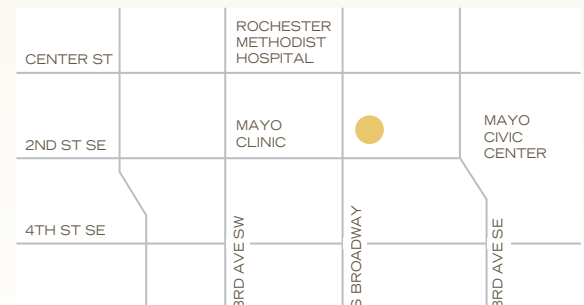 ROCHESTER
METHODIST
HOSPITAL
CENTER ST
MAYO
CLINIC
MAYO
CIVIC
CENTER
2ND ST SE
4TH ST SE
3RD AVE SW
S BROADWAY
3RD AVE SE